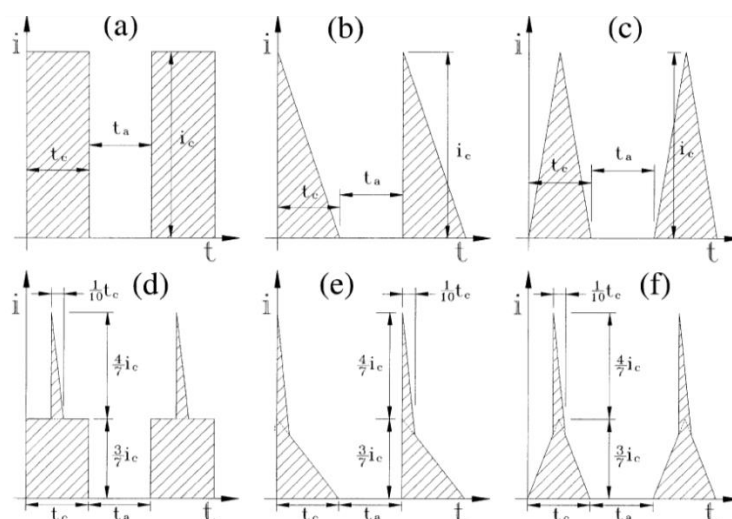 (a)
i
t_c
t_a
i_c
t
(b)
i
t_c
t_a
i_c
t
(c)
i
t_c
t_a
i_c
t
(d)
i
1/10 t_c
4/7 i_c
3/7 i_c
t_c
t_a
t
(e)
i
1/10 t_c
4/7 i_c
3/7 i_c
t_c
t_a
t
(f)
i
1/10 t_c
4/7 i_c
3/7 i_c
t_c
t_a
t